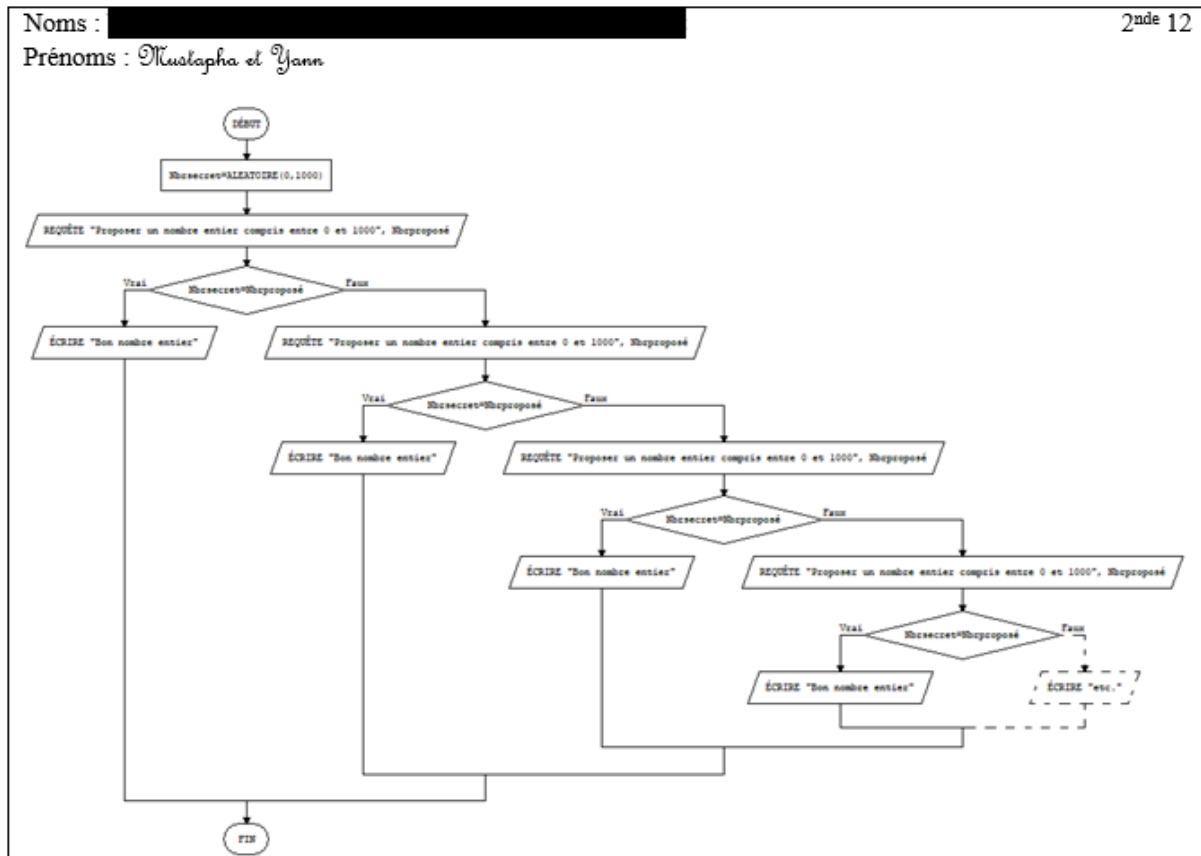 Noms :
2nde 12
Prénoms : Mustapha et Yann
DÉBUT
Nbrsecret=ALEATOIRE(0,1000)
REQUÊTE "Proposer un nombre entier compris entre 0 et 1000", Nbrproposé
Vrai
Nbrsecret=Nbrproposé
Faux
ÉCRIRE "Bon nombre entier"
REQUÊTE "Proposer un nombre entier compris entre 0 et 1000", Nbrproposé
Vrai
Nbrsecret=Nbrproposé
Faux
ÉCRIRE "Bon nombre entier"
REQUÊTE "Proposer un nombre entier compris entre 0 et 1000", Nbrproposé
Vrai
Nbrsecret=Nbrproposé
Faux
ÉCRIRE "Bon nombre entier"
REQUÊTE "Proposer un nombre entier compris entre 0 et 1000", Nbrproposé
Vrai
Nbrsecret=Nbrproposé
Faux
ÉCRIRE "Bon nombre entier"
ÉCRIRE "etc."
FIN